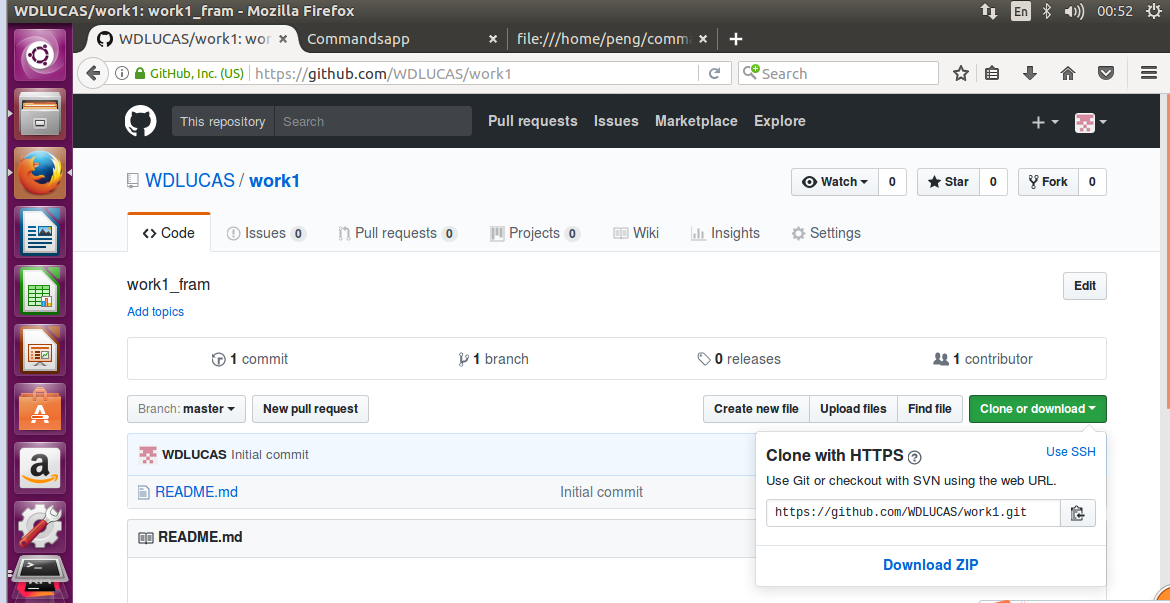 WDLUCAS/work1: work1_fram - Mozilla Firefox
En
00:52
WDLUCAS/work1: wor
Commandsapp
file:///home/peng/comm
GitHub, Inc. (US)
https://github.com/WDLUCAS/work1
Search
This repository
Search
Pull requests
Issues
Marketplace
Explore
WDLUCAS / work1
Watch
0
Star
0
Fork
0
Code
Issues 0
Pull requests 0
Projects 0
Wiki
Insights
Settings
work1_fram
Edit
Add topics
1 commit
1 branch
0 releases
1 contributor
Branch: master
New pull request
Create new file
Upload files
Find file
Clone or download
WDLUCAS Initial commit
README.md
Initial commit
README.md
Clone with HTTPS
Use SSH
Use Git or checkout with SVN using the web URL.
https://github.com/WDLUCAS/work1.git
Download ZIP